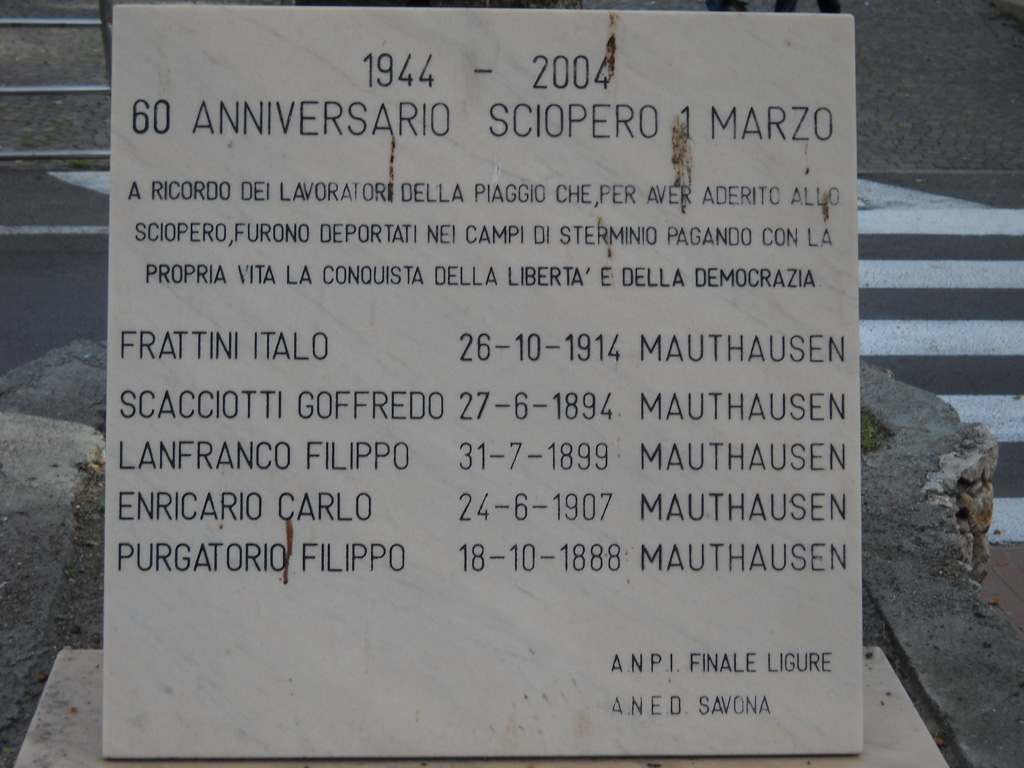 1944 - 2004
60 ANNIVERSARIO SCIOPERO 1 MARZO
A RICORDO DEI LAVORATORI DELLA PIAGGIO CHE, PER AVER ADERITO ALLO
SCIOPERO, FURONO DEPORTATI NEI CAMPI DI STERMINIO PAGANDO CON LA
PROPRIA VITA LA CONQUISTA DELLA LIBERTA' E DELLA DEMOCRAZIA.
FRATTINI ITALO 26-10-1914 MAUTHAUSEN
SCACCIOTTI GOFFREDO 27-6-1894 MAUTHAUSEN
LANFRANCO FILIPPO 31-7-1899 MAUTHAUSEN
ENRICARIO CARLO 24-6-1907 MAUTHAUSEN
PURGATORIO FILIPPO 18-10-1888 MAUTHAUSEN
A.N.P.I. FINALE LIGURE
A.N.E.D. SAVONA